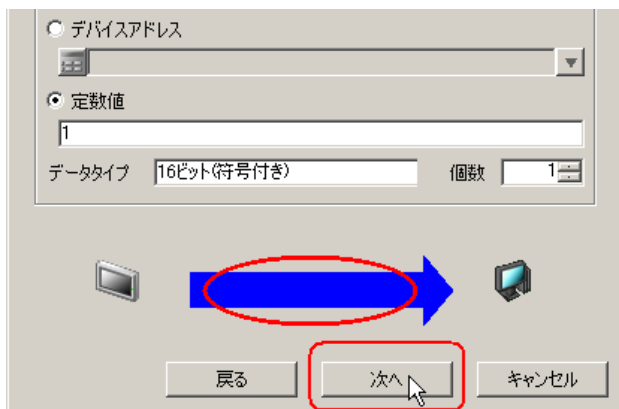 デバイスアドレス
定数値
1
データタイプ 16ビット(符号付き) 個数 1
戻る 次へ キャンセル